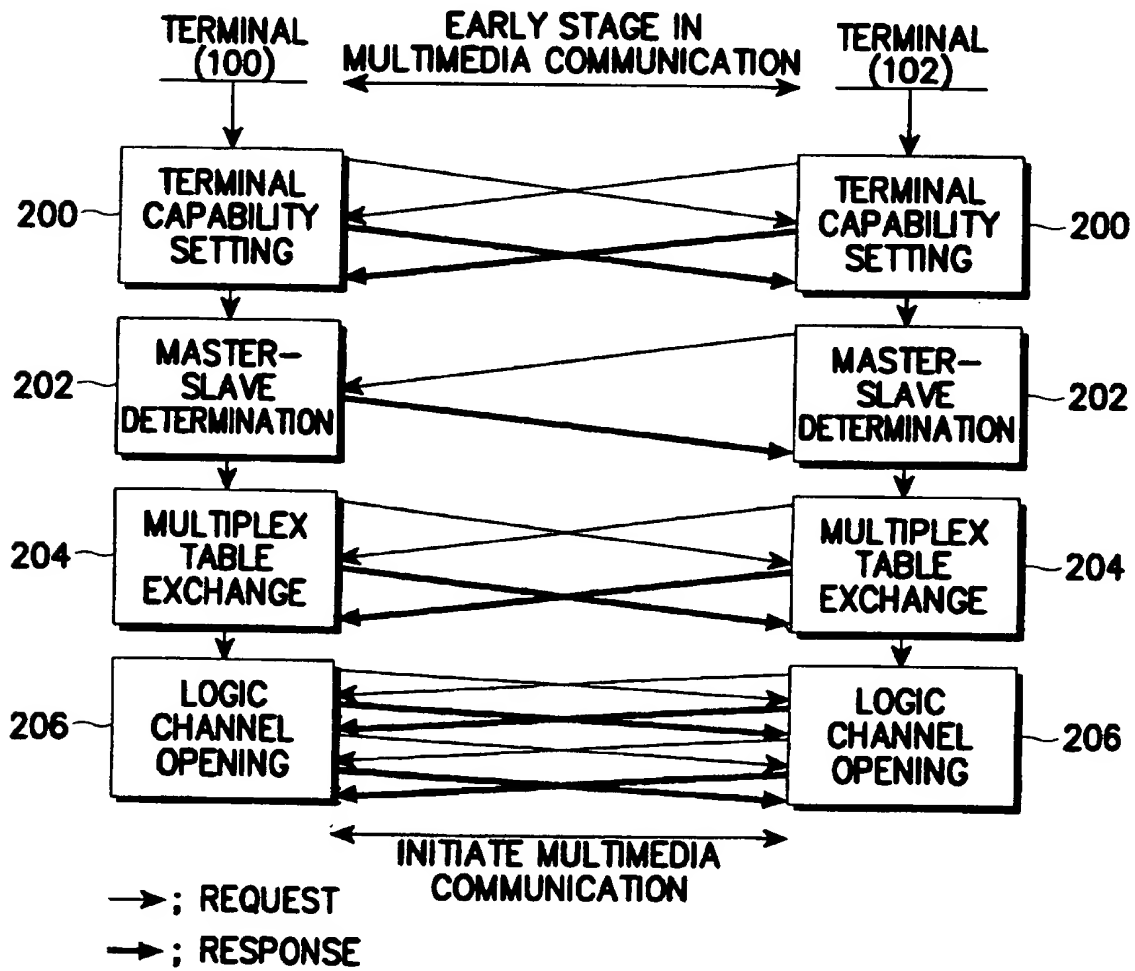 TERMINAL
(100)
EARLY STAGE IN
MULTIMEDIA COMMUNICATION
TERMINAL
(102)
200
TERMINAL
CAPABILITY
SETTING
TERMINAL
CAPABILITY
SETTING
200
202
MASTER-
SLAVE
DETERMINATION
MASTER-
SLAVE
DETERMINATION
202
204
MULTIPLEX
TABLE
EXCHANGE
MULTIPLEX
TABLE
EXCHANGE
204
206
LOGIC
CHANNEL
OPENING
LOGIC
CHANNEL
OPENING
206
INITIATE MULTIMEDIA
COMMUNICATION
; REQUEST
; RESPONSE